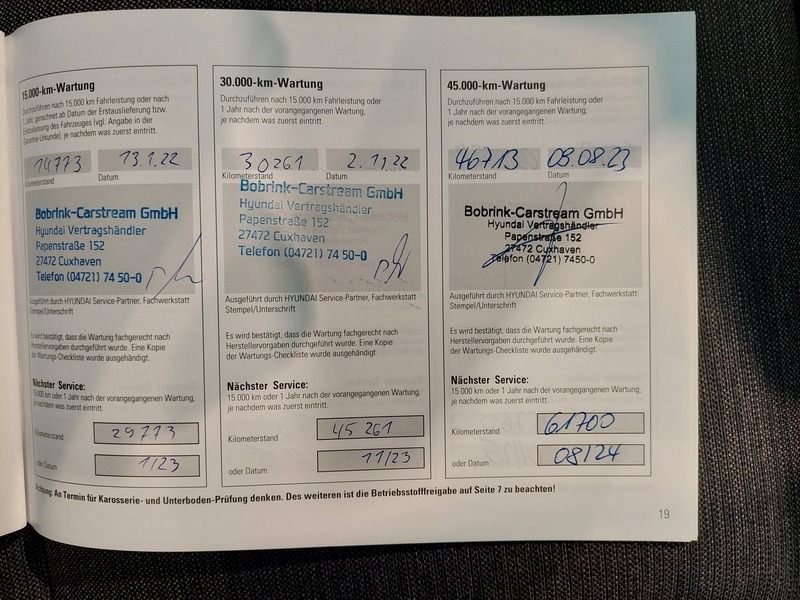 15.000-km-Wartung
Durchzuführen nach 15.000 km Fahrleistung oder nach
1 Jahr, gerechnet ab Datum der Erstauslieferung bzw.
Erstzulassung des Fahrzeuges (vgl. Angabe in der
Garantie-Urkunde), je nachdem was zuerst eintritt.
14773 13.1.22
Kilometerstand Datum
Bobrink-Carstream GmbH
Hyundai Vertragshändler
Papenstraße 152
27472 Cuxhaven
Telefon (04721) 74 50-0
Ausgeführt durch HYUNDAI Service-Partner, Fachwerkstatt
Stempel/Unterschrift
Es wird bestätigt, dass die Wartung fachgerecht nach
Herstellervorgaben durchgeführt wurde. Eine Kopie
der Wartungs-Checkliste wurde ausgehändigt.
Nächster Service:
15.000 km oder 1 Jahr nach der vorangegangenen Wartung,
je nachdem was zuerst eintritt.
Kilometerstand 29773
oder Datum 1/23
30.000-km-Wartung
Durchzuführen nach 15.000 km Fahrleistung oder
1 Jahr nach der vorangegangenen Wartung,
je nachdem was zuerst eintritt.
30261 2.11.22
Kilometerstand Datum
Bobrink-Carstream GmbH
Hyundai Vertragshändler
Papenstraße 152
27472 Cuxhaven
Telefon (04721) 74 50-0
Ausgeführt durch HYUNDAI Service-Partner, Fachwerkstatt
Stempel/Unterschrift
Es wird bestätigt, dass die Wartung fachgerecht nach
Herstellervorgaben durchgeführt wurde. Eine Kopie
der Wartungs-Checkliste wurde ausgehändigt.
Nächster Service:
15.000 km oder 1 Jahr nach der vorangegangenen Wartung,
je nachdem was zuerst eintritt.
Kilometerstand 45 261
oder Datum 11/23
45.000-km-Wartung
Durchzuführen nach 15.000 km Fahrleistung oder
1 Jahr nach der vorangegangenen Wartung,
je nachdem was zuerst eintritt.
46713 09.08.23
Kilometerstand Datum
Bobrink-Carstream GmbH
Hyundai Vertragshändler
Papenstraße 152
27472 Cuxhaven
Telefon (04721) 7450-0
Ausgeführt durch HYUNDAI Service-Partner, Fachwerkstatt
Stempel/Unterschrift
Es wird bestätigt, dass die Wartung fachgerecht nach
Herstellervorgaben durchgeführt wurde. Eine Kopie
der Wartungs-Checkliste wurde ausgehändigt.
Nächster Service:
15.000 km oder 1 Jahr nach der vorangegangenen Wartung,
je nachdem was zuerst eintritt.
Kilometerstand 61700
oder Datum 08/24
Achtung: An Termin für Karosserie- und Unterboden-Prüfung denken. Des weiteren ist die Betriebsstofffreigabe auf Seite 7 zu beachten!
19